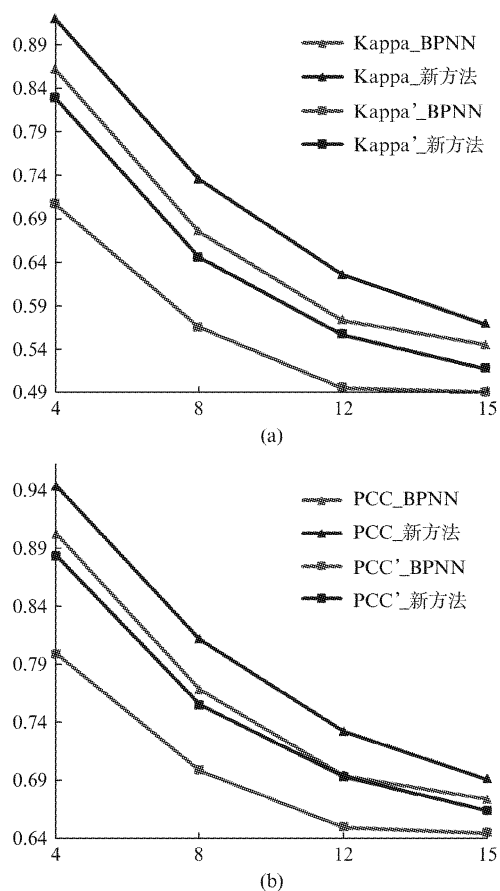 0.89
0.84
0.79
0.74
0.69
0.64
0.59
0.54
0.49
Kappa_BPNN
Kappa_新方法
Kappa’_BPNN
Kappa’_新方法
4 8 12 15
(a)
0.94
0.89
0.84
0.79
0.74
0.69
0.64
PCC_BPNN
PCC_新方法
PCC’_BPNN
PCC’_新方法
4 8 12 15
(b)